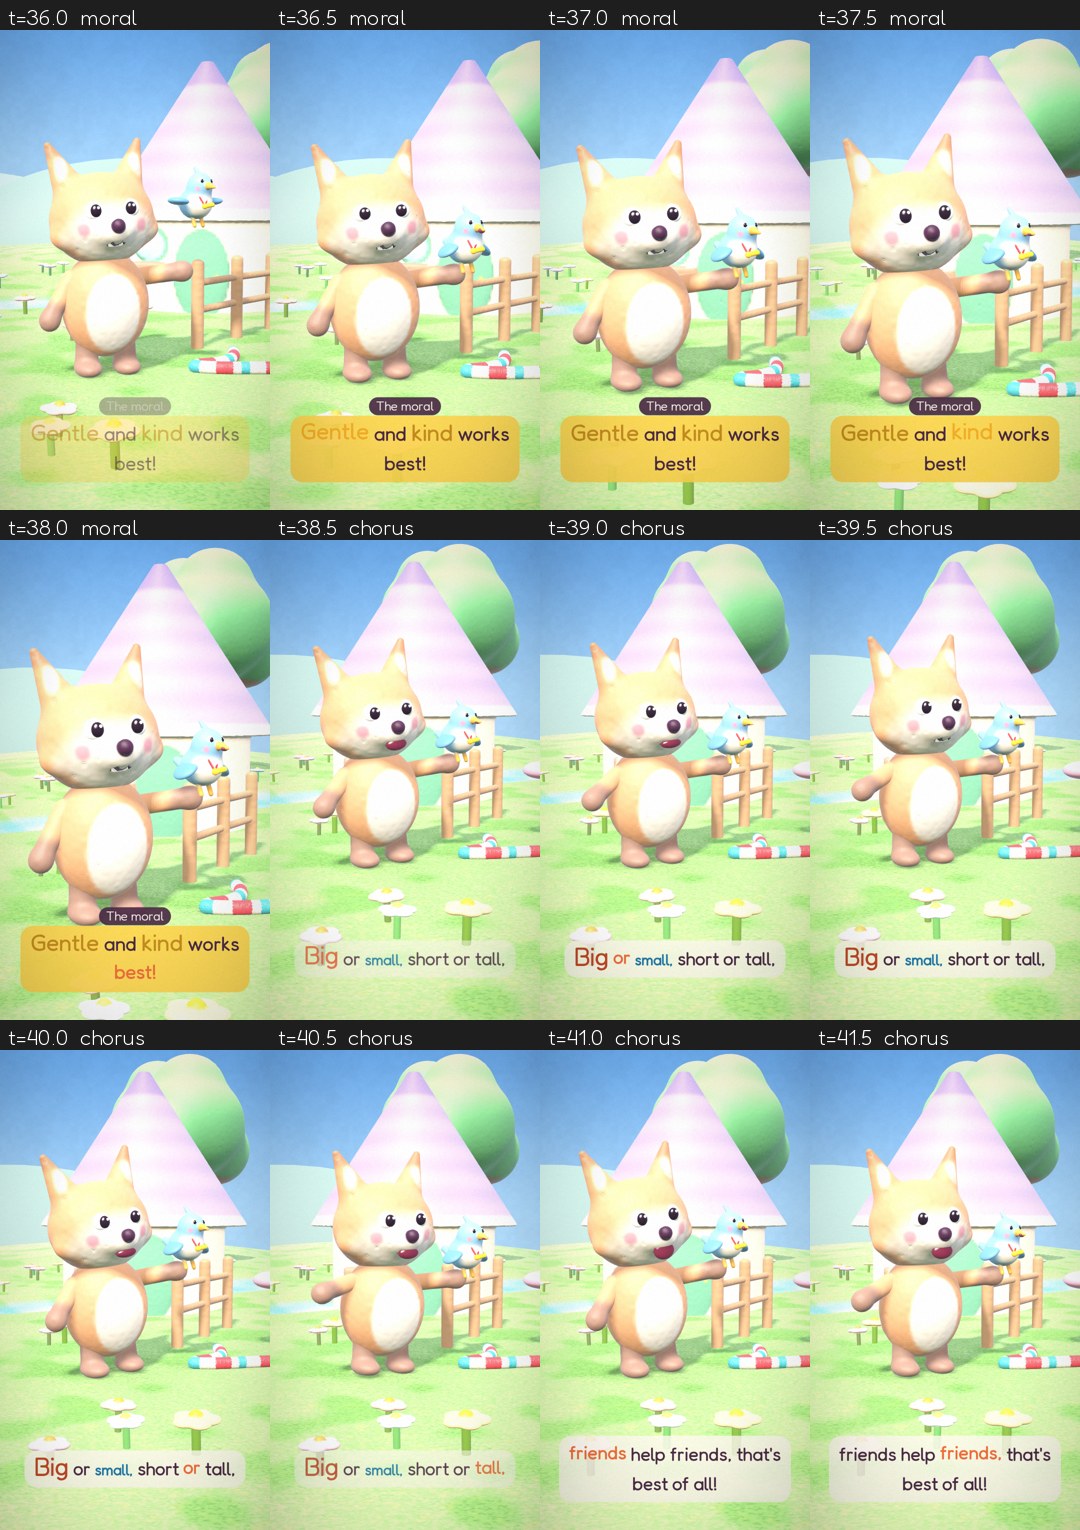 t=36.0 moral
t=36.5 moral
t=37.0 moral
t=37.5 moral
The moral
Gentle and kind works
best!
The moral
Gentle and kind works
best!
The moral
Gentle and kind works
best!
The moral
Gentle and kind works
best!
t=38.0 moral
t=38.5 chorus
t=39.0 chorus
t=39.5 chorus
The moral
Gentle and kind works
best!
Big or small, short or tall,
Big or small, short or tall,
Big or small, short or tall,
t=40.0 chorus
t=40.5 chorus
t=41.0 chorus
t=41.5 chorus
Big or small, short or tall,
Big or small, short or tall,
friends help friends, that's
best of all!
friends help friends, that's
best of all!